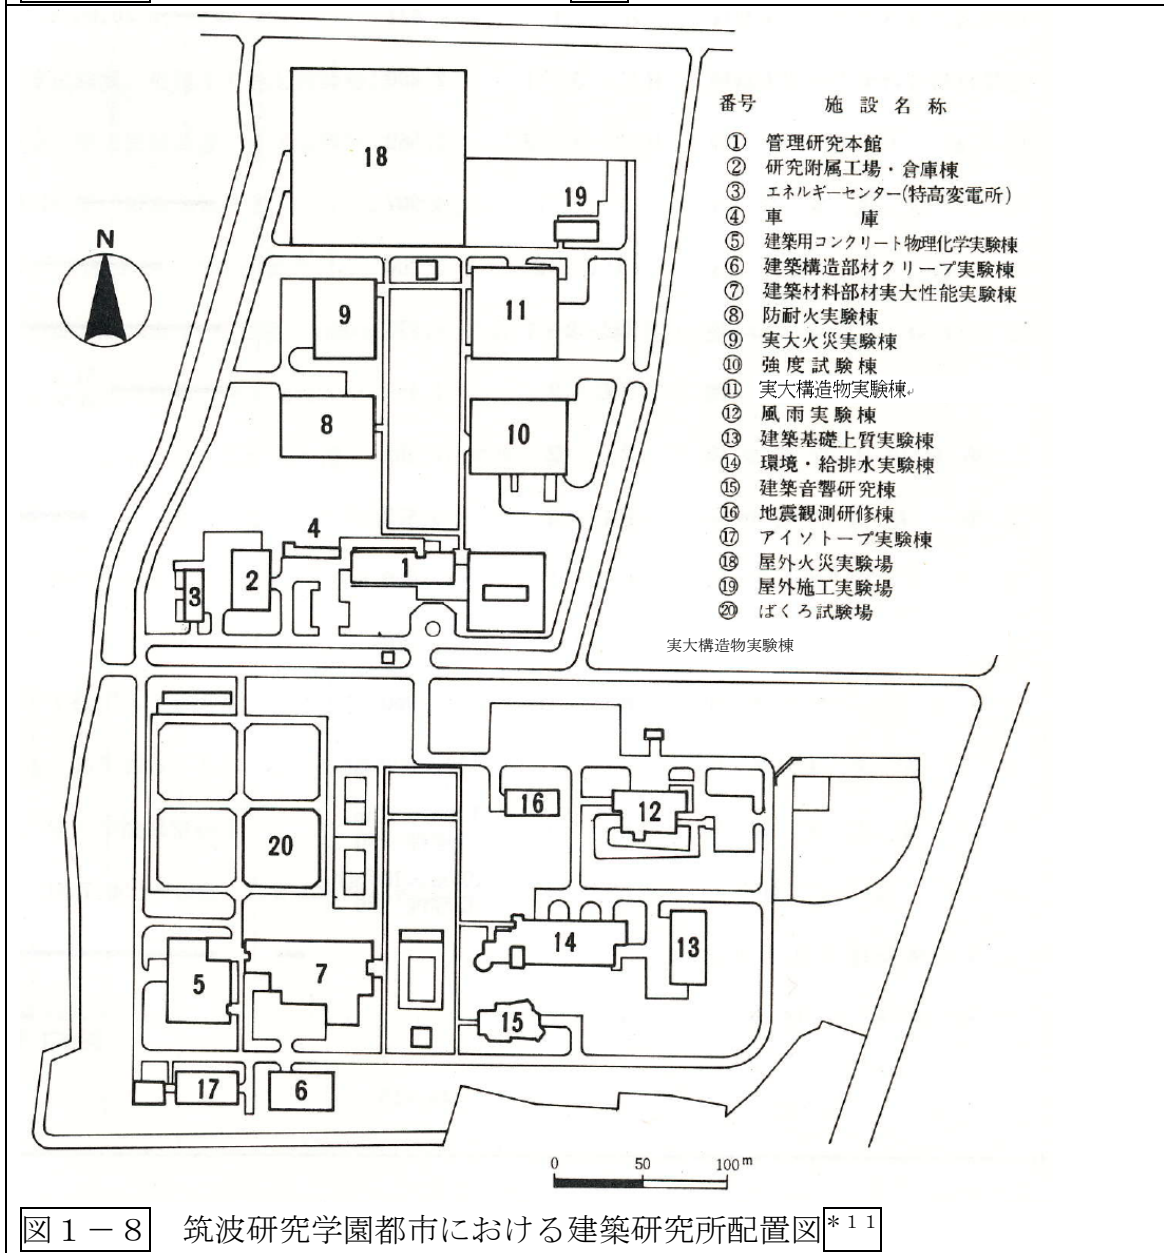 番号 施設名称
① 管理研究本館
② 研究附属工場・倉庫棟
③ エネルギーセンター(特高変電所)
④ 車庫
⑤ 建築用コンクリート物理化学実験棟
⑥ 建築構造部材クリープ実験棟
⑦ 建築材料部材実大性能実験棟
⑧ 防耐火実験棟
⑨ 実大火災実験棟
⑩ 強度試験棟
⑪ 実大構造物実験棟
⑫ 風雨実験棟
⑬ 建築基礎上質実験棟
⑭ 環境・給排水実験棟
⑮ 建築音響研究棟
⑯ 地震観測研修棟
⑰ アイソトープ実験棟
⑱ 屋外火災実験場
⑲ 屋外施工実験場
⑳ ばくろ試験場
実大構造物実験棟
N
18
19
9
11
8
10
4
1
2
3
16
12
20
14
13
7
5
15
17
6
0 50 100m
図1-8 筑波研究学園都市における建築研究所配置図*11